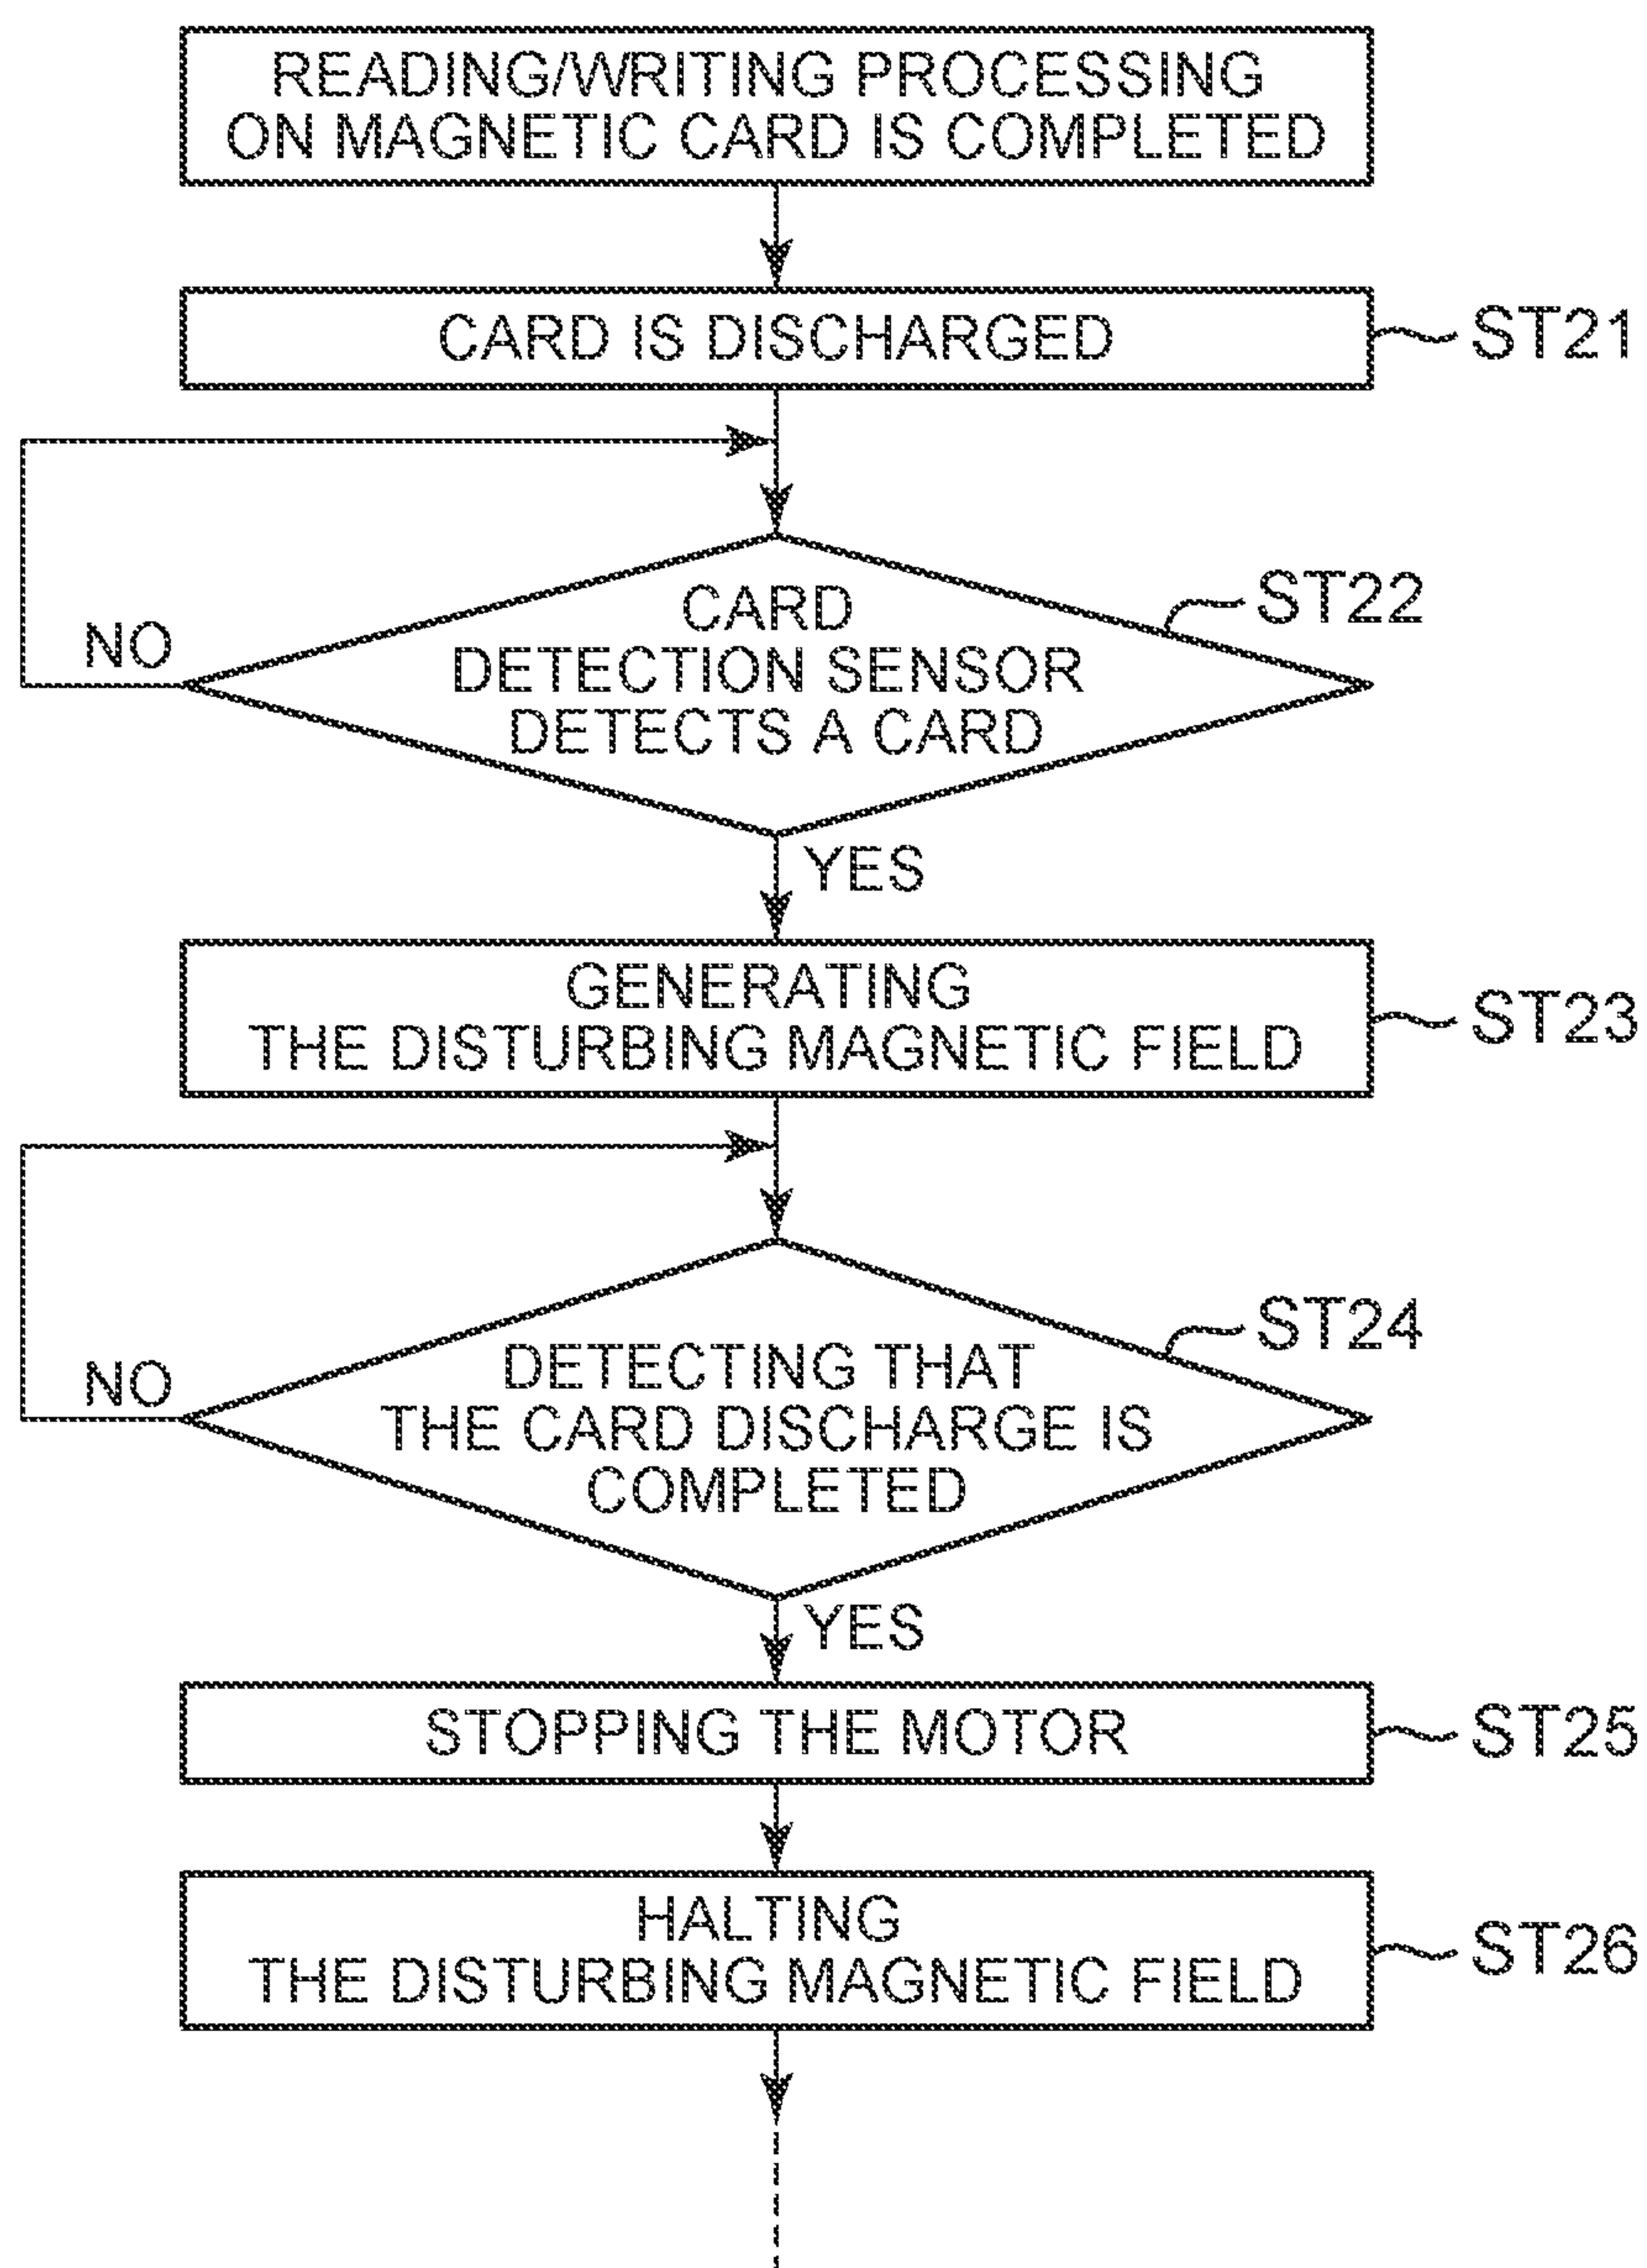 READING/WRITING PROCESSING
ON MAGNETIC CARD IS COMPLETED
CARD IS DISCHARGED
ST21
CARD
DETECTION SENSOR
DETECTS A CARD
ST22
NO
YES
GENERATING
THE DISTURBING MAGNETIC FIELD
ST23
DETECTING THAT
THE CARD DISCHARGE IS
COMPLETED
ST24
NO
YES
STOPPING THE MOTOR
ST25
HALTING
THE DISTURBING MAGNETIC FIELD
ST26